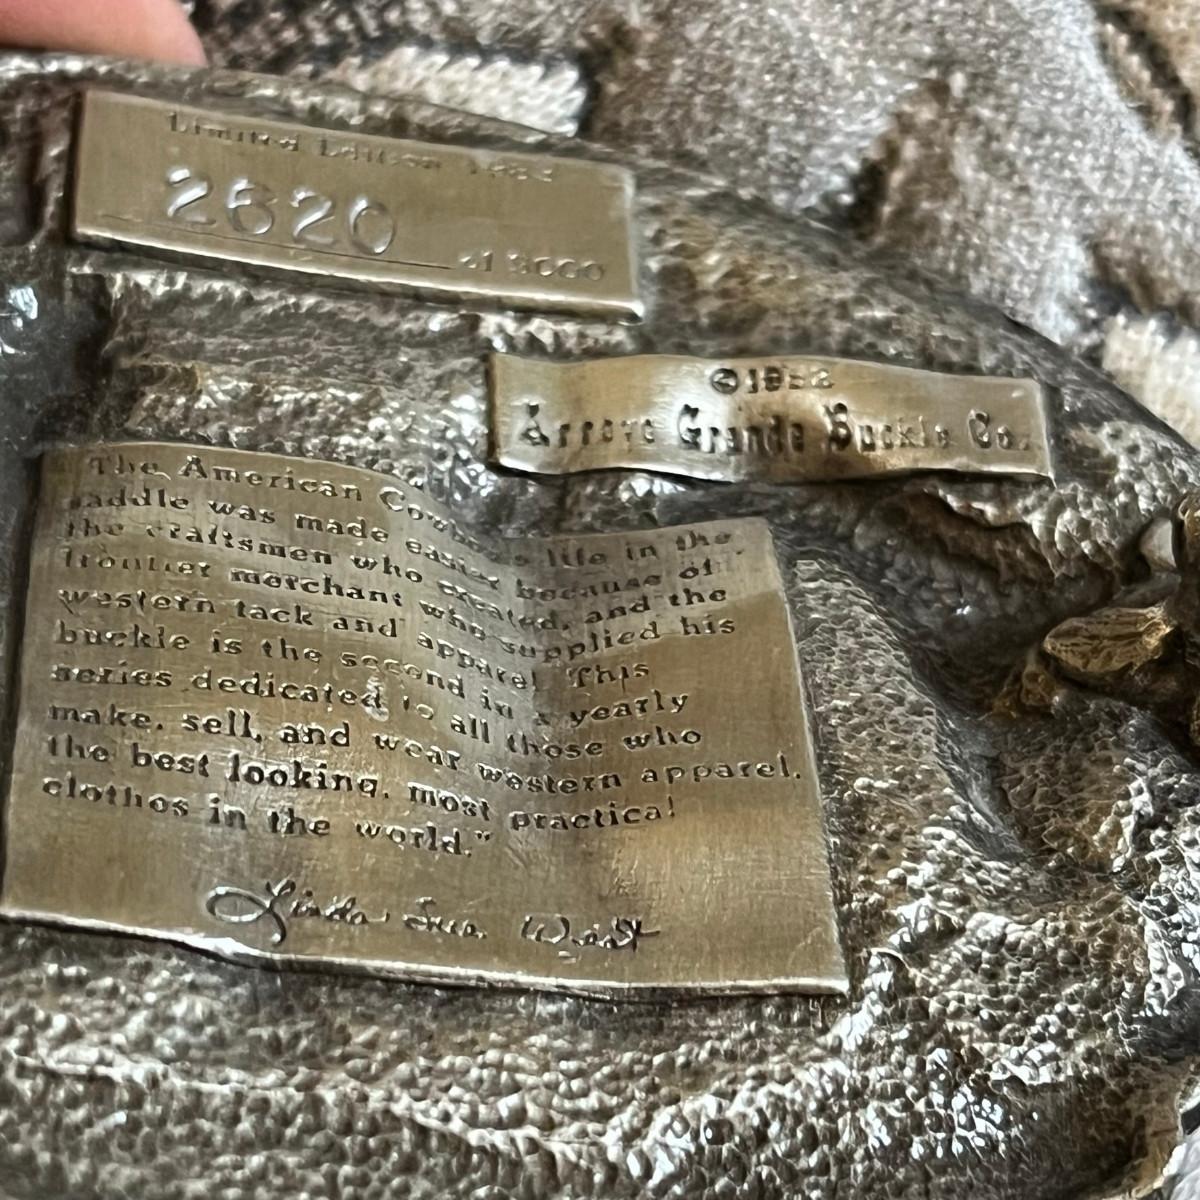 Limited Edition 1982
2620 of 3000
©1982
Arroyo Grande Buckle Co.
The American Cowboy's life in the
saddle was made easier because of
the craftsmen who created, and the
frontier merchant who supplied his
western tack and apparel. This
buckle is the second in a yearly
series dedicated to all those who
make, sell, and wear western apparel.
the best looking, most practical
clothes in the world."
Linda Sue West